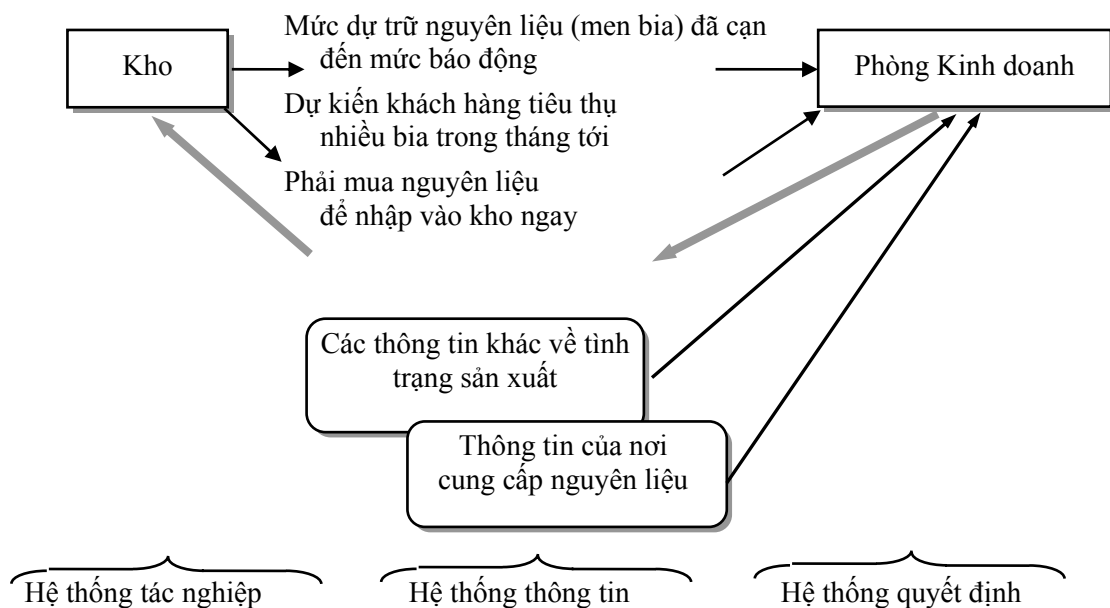 Kho
Mức dự trữ nguyên liệu (men bia) đã cạn
đến mức báo động
Dự kiến khách hàng tiêu thụ
nhiều bia trong tháng tới
Phải mua nguyên liệu
để nhập vào kho ngay
Phòng Kinh doanh
Các thông tin khác về tình
trạng sản xuất
Thông tin của nơi
cung cấp nguyên liệu
Hệ thống tác nghiệp
Hệ thống thông tin
Hệ thống quyết định